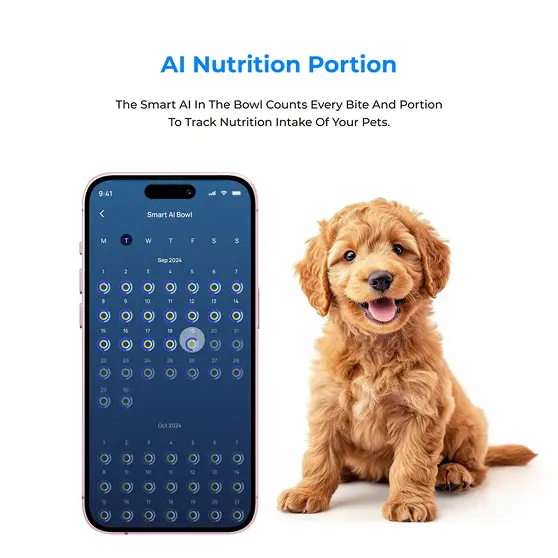 AI Nutrition Portion
The Smart AI In The Bowl Counts Every Bite And Portion
To Track Nutrition Intake Of Your Pets.
9:41
Smart AI Bowl
M T W T F S S
Sep 2024
1 2 3 4 5 6 7
8 9 10 11 12 13 14
15 16 17 18 19 20 21
22 23 24 25 26 27 28
29 30
Oct 2024
1 2 3 4 5 6 7
8 9 10 11 12 13 14
15 16 17 18 19 20 21